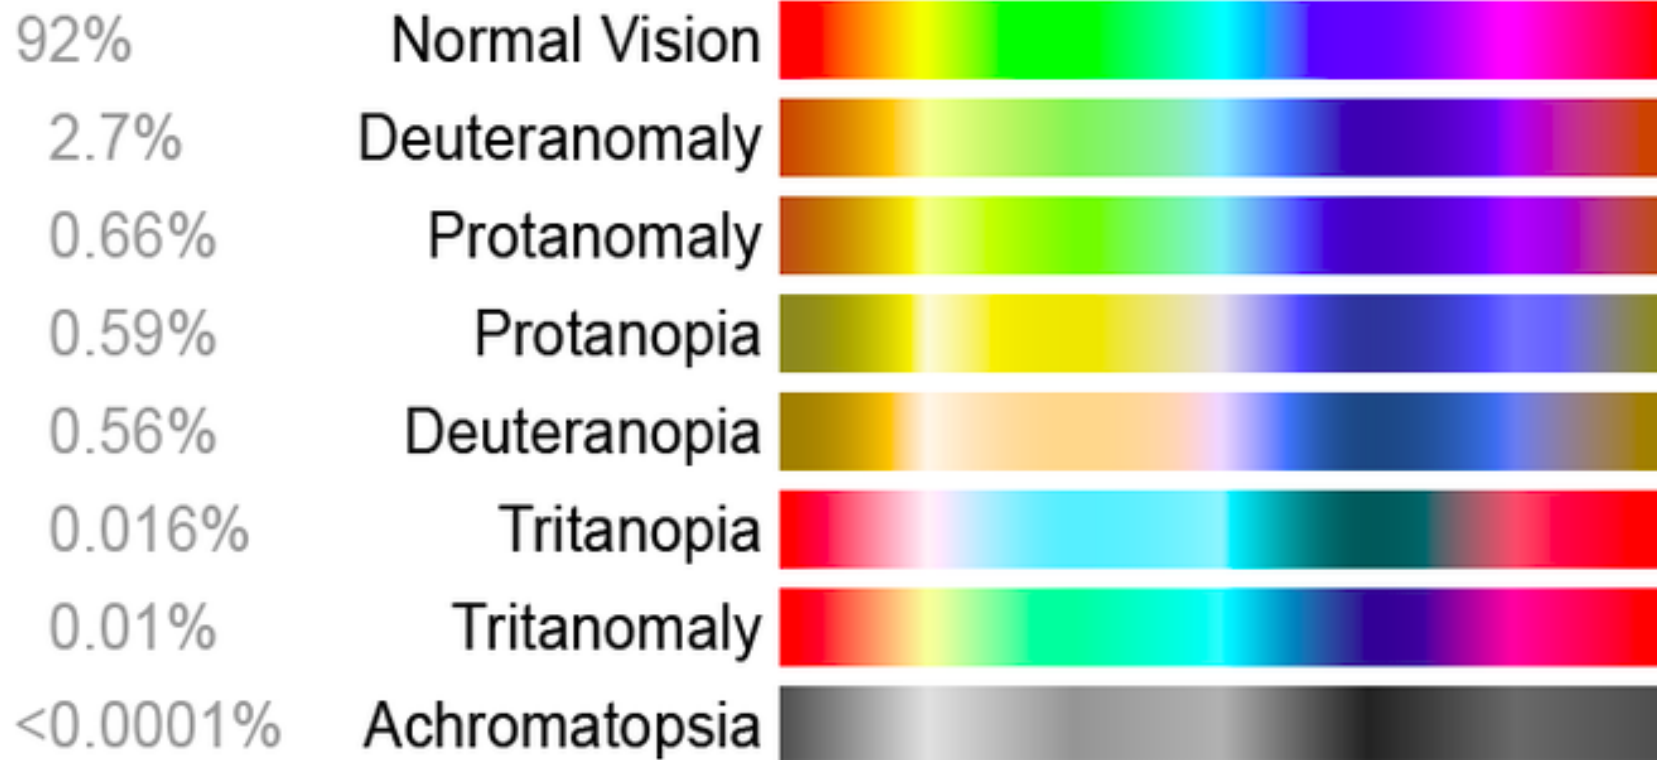 92% Normal Vision
2.7% Deuteranomaly
0.66% Protanomaly
0.59% Protanopia
0.56% Deuteranopia
0.016% Tritanopia
0.01% Tritanomaly
<0.0001% Achromatopsia